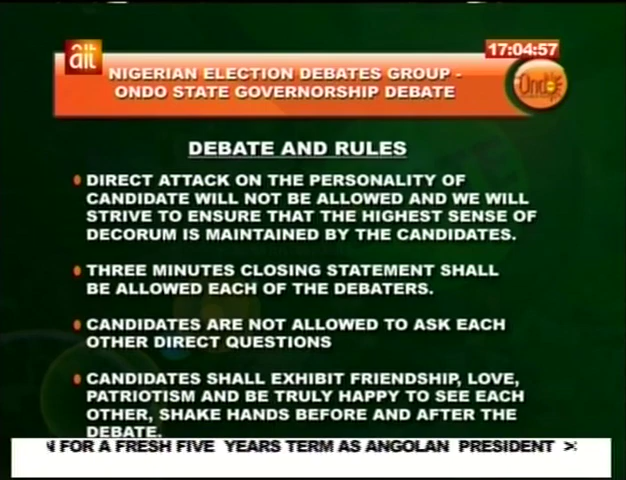 ait
17:04:57
NIGERIAN ELECTION DEBATES GROUP -
ONDO STATE GOVERNORSHIP DEBATE
Ondo
DEBATE AND RULES
DIRECT ATTACK ON THE PERSONALITY OF
CANDIDATE WILL NOT BE ALLOWED AND WE WILL
STRIVE TO ENSURE THAT THE HIGHEST SENSE OF
DECORUM IS MAINTAINED BY THE CANDIDATES.
THREE MINUTES CLOSING STATEMENT SHALL
BE ALLOWED EACH OF THE DEBATERS.
CANDIDATES ARE NOT ALLOWED TO ASK EACH
OTHER DIRECT QUESTIONS
CANDIDATES SHALL EXHIBIT FRIENDSHIP, LOVE,
PATRIOTISM AND BE TRULY HAPPY TO SEE EACH
OTHER, SHAKE HANDS BEFORE AND AFTER THE
DEBATE.
FOR A FRESH FIVE YEARS TERM AS ANGOLAN PRESIDENT